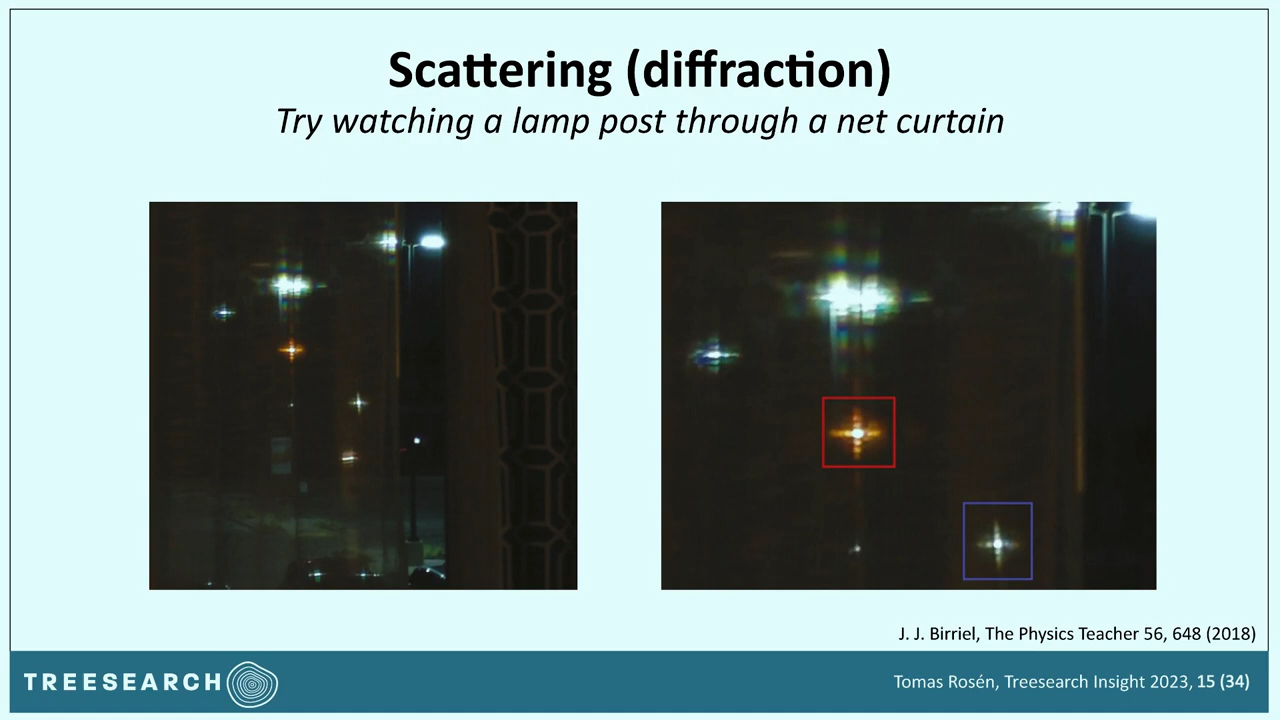 Scattering (diffraction)
Try watching a lamp post through a net curtain
J. J. Birriel, The Physics Teacher 56, 648 (2018)
TREESEARCH
Tomas Rosén, Treesearch Insight 2023, 15 (34)